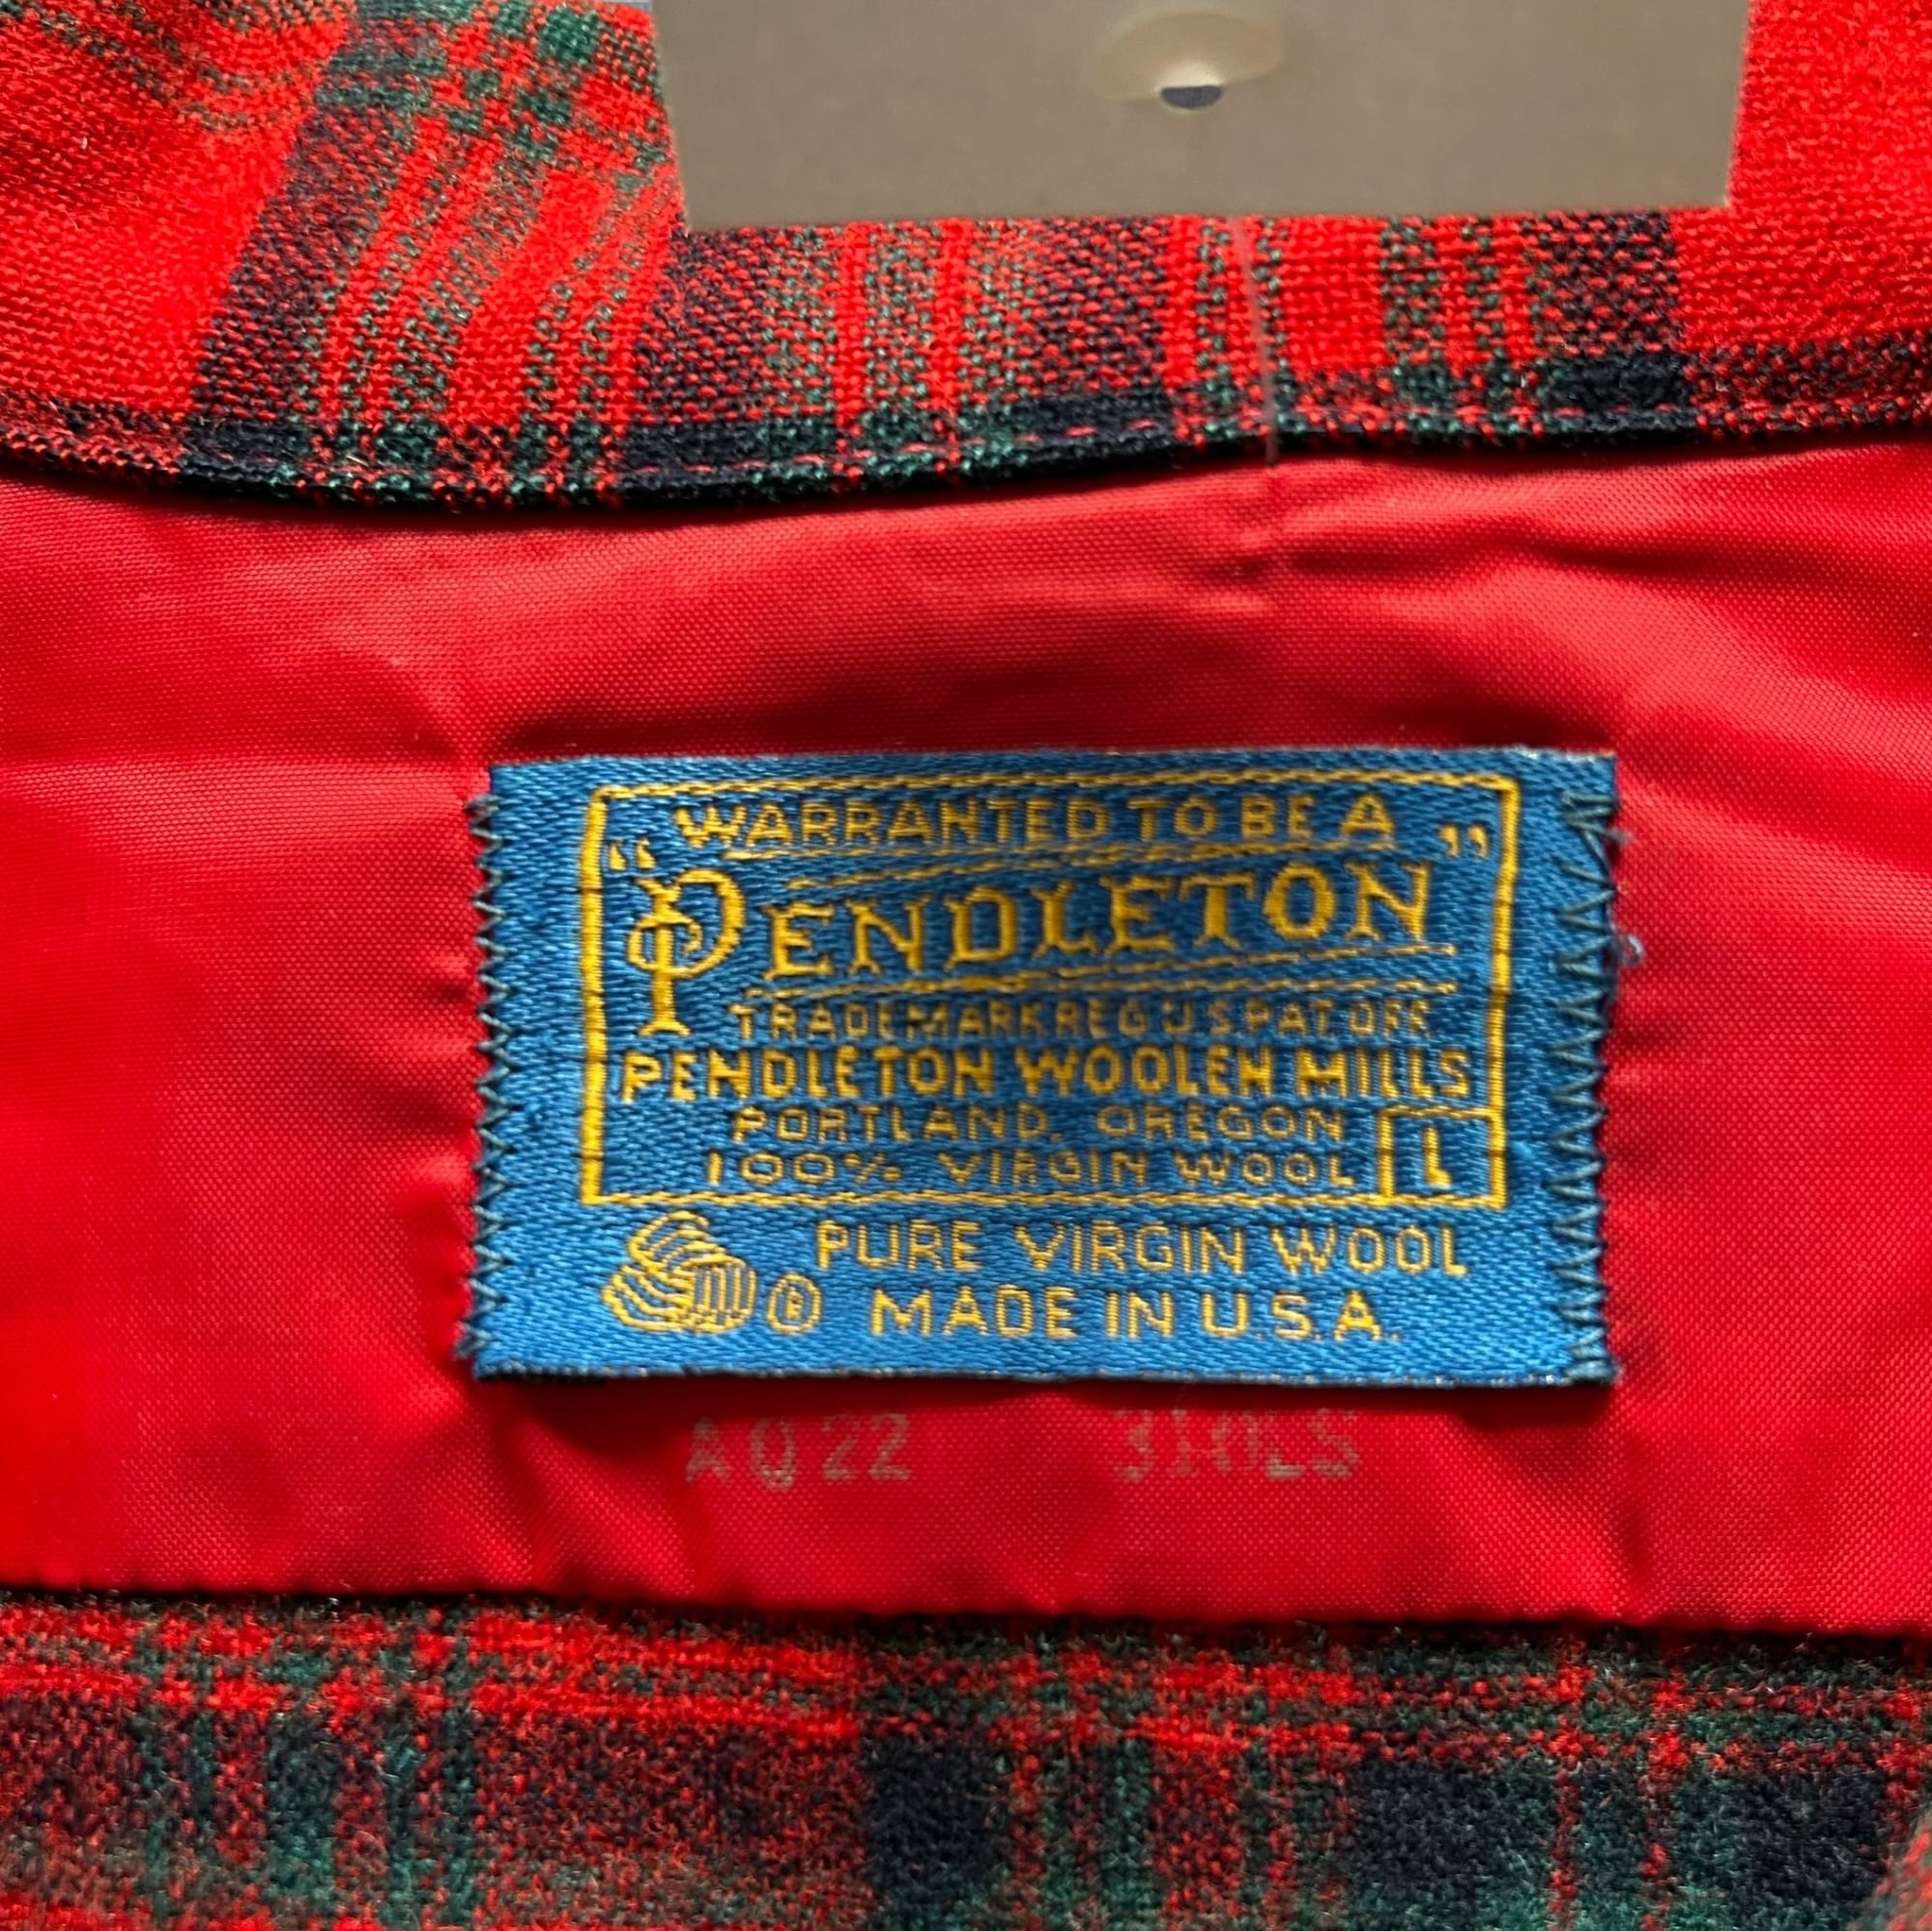 "WARRANTED TO BE A"
PENDLETON
TRADEMARK REG U.S. PAT. OFF.
PENDLETON WOOLEN MILLS
PORTLAND, OREGON
100% VIRGIN WOOL L
PURE VIRGIN WOOL
® MADE IN U.S.A.
AQ22